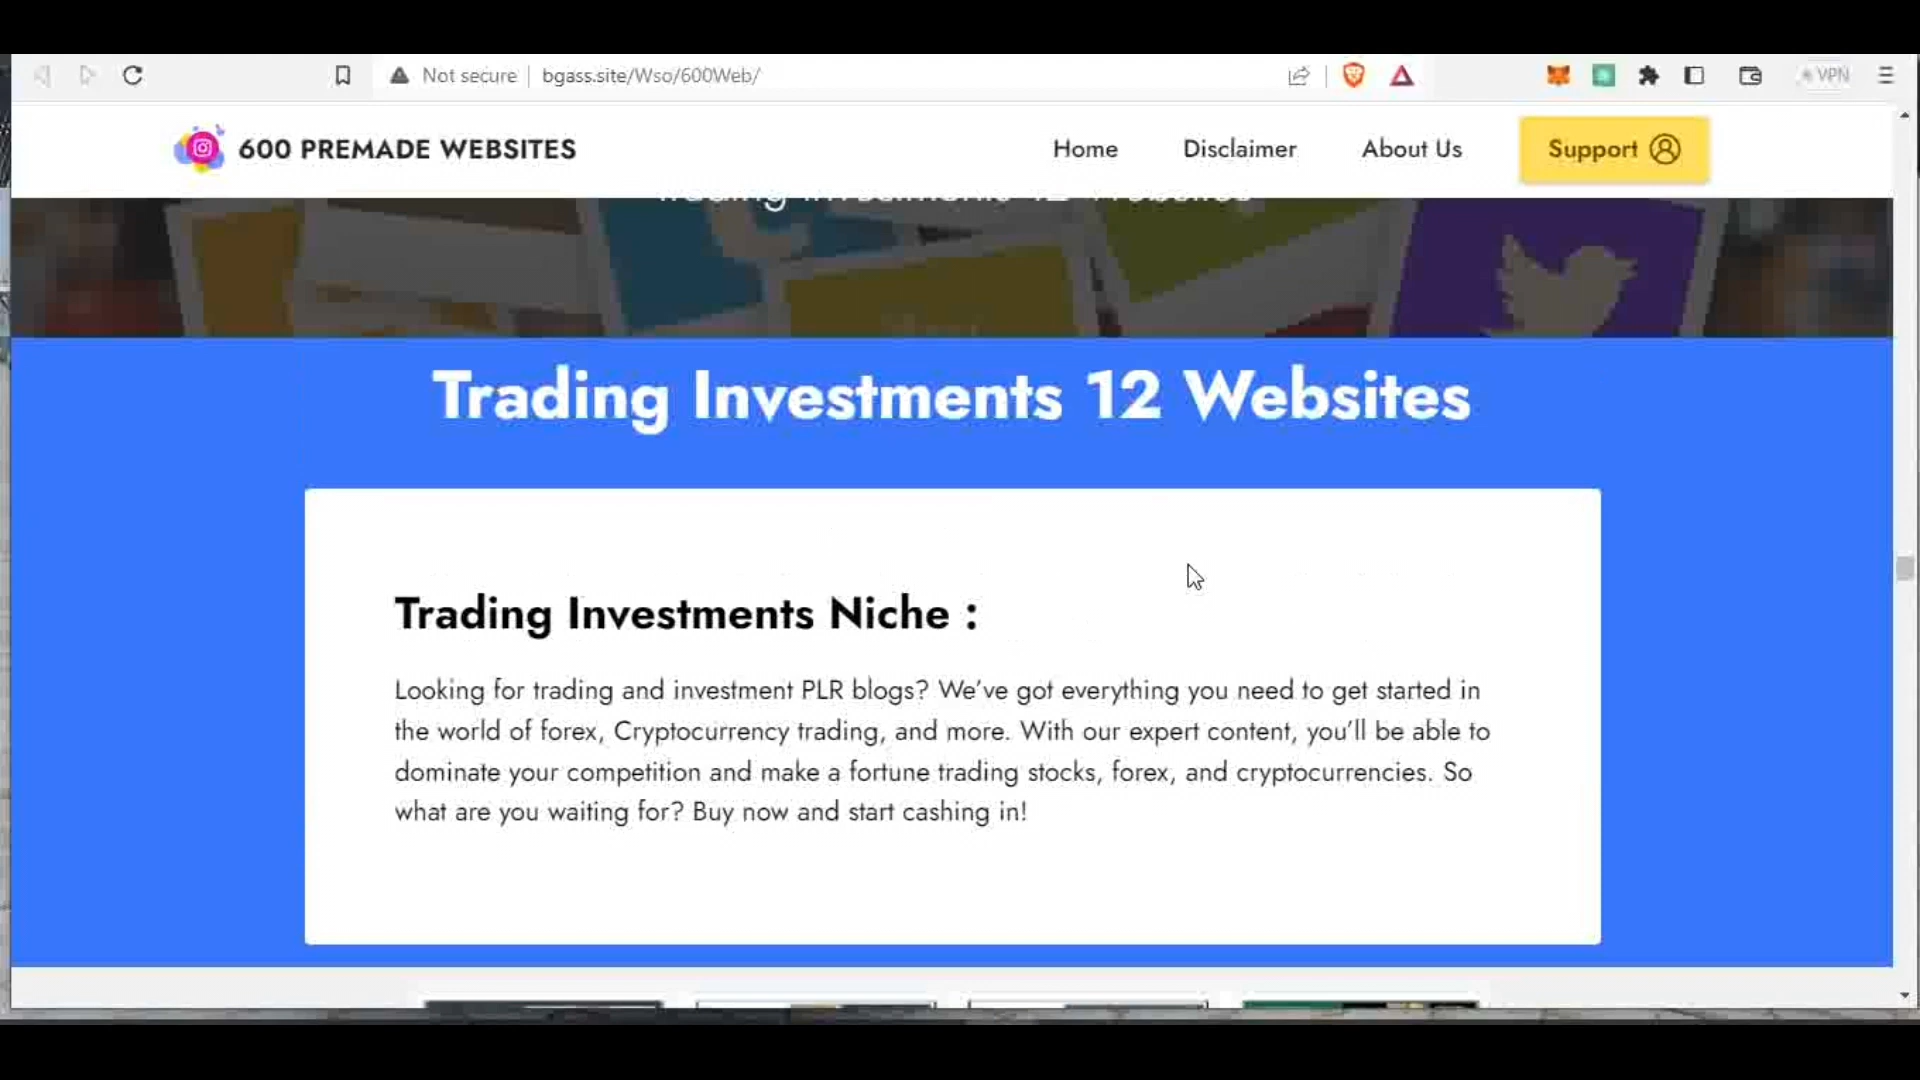 Not secure
bgass.site/Wso/600Web/
VPN
600 PREMADE WEBSITES
Home
Disclaimer
About Us
Support
Trading Investments 12 Websites
Trading Investments 12 Websites
Trading Investments Niche :
Looking for trading and investment PLR blogs? We've got everything you need to get started in
the world of forex, Cryptocurrency trading, and more. With our expert content, you'll be able to
dominate your competition and make a fortune trading stocks, forex, and cryptocurrencies. So
what are you waiting for? Buy now and start cashing in!